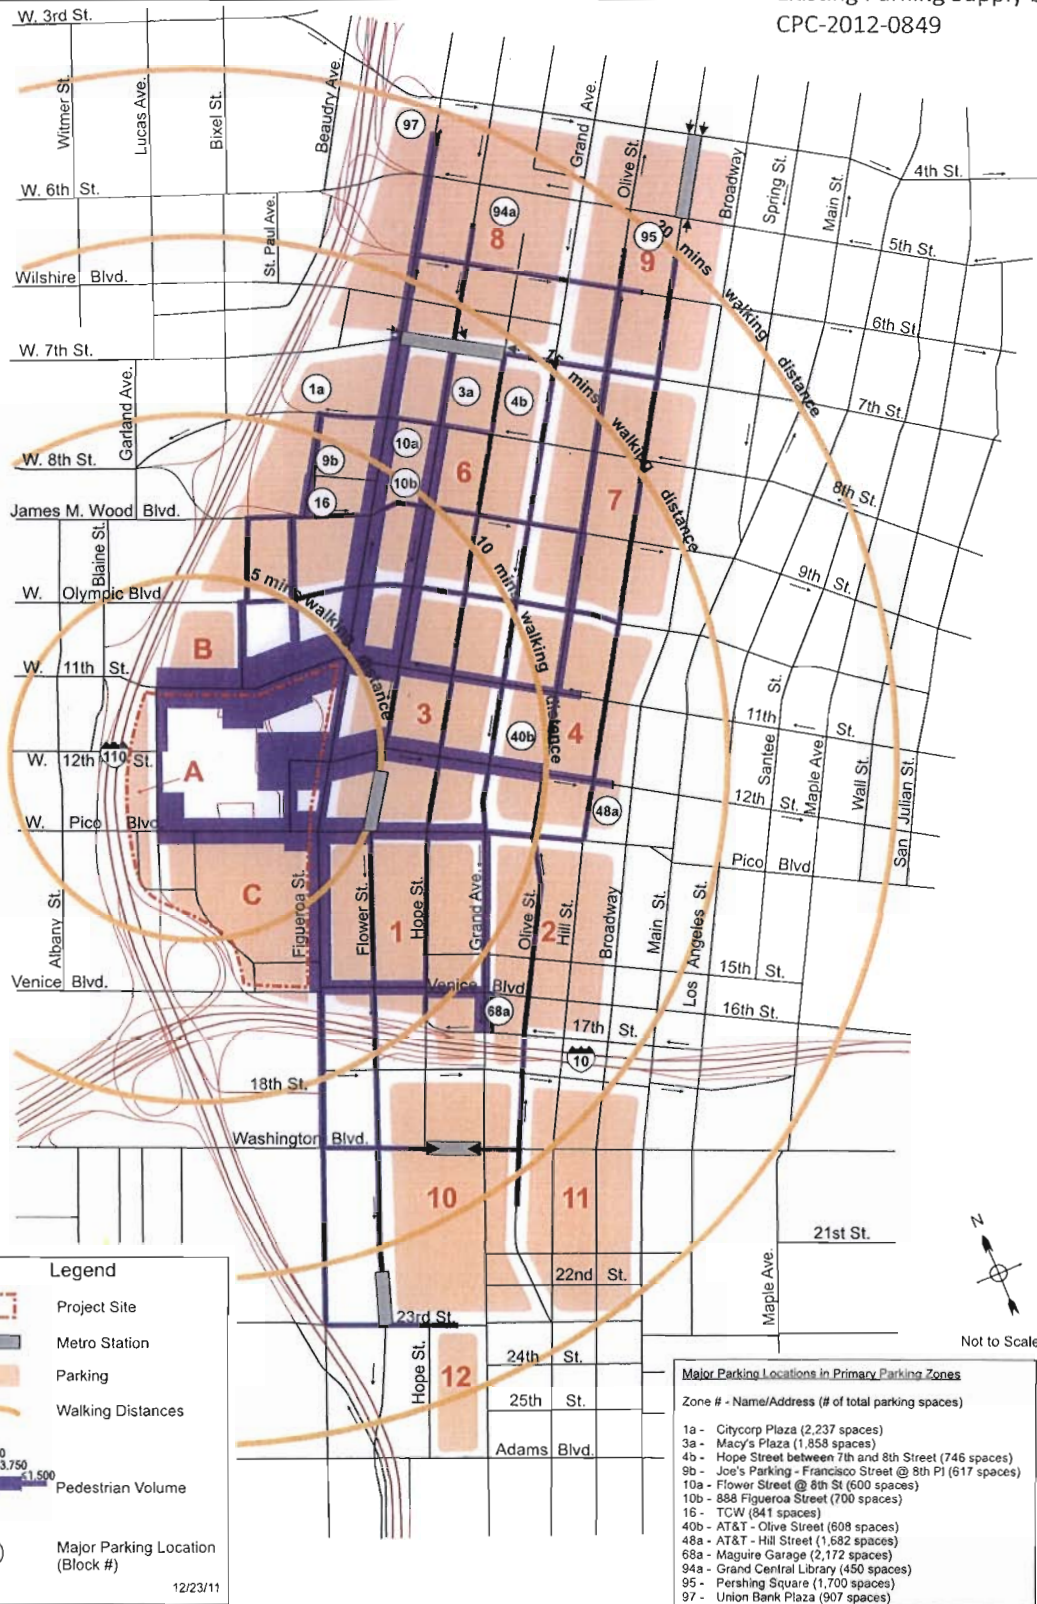 CPC-2012-0849
W. 3rd St.
Witmer St.
Lucas Ave.
Bixel St.
Beaudry Ave.
97
Grand Ave.
Olive St.
Broadway
Spring St.
Main St.
4th St.
W. 6th St.
St. Paul Ave.
94a
8
95
9
20 mins walking distance
5th St.
Wilshire Blvd.
6th St.
W. 7th St.
15 mins walking distance
Garland Ave.
1a
3a
4b
7th St.
W. 8th St.
9b
10a
10b
6
7
16
8th St.
James M. Wood Blvd.
Blaine St.
10 mins walking distance
9th St.
W. Olympic Blvd
5 mins walking distance
B
W. 11th St.
3
4
40b
11th St.
Santee St.
Maple Ave.
Wall St.
San Julian St.
W. 12th St.
110
A
48a
12th St.
W. Pico Blvd.
Pico Blvd
C
Figueroa St.
Flower St.
Hope St.
Grand Ave.
Olive St.
Hill St.
Broadway
Main St.
Los Angeles St.
1
2
Albany St.
15th St.
Venice Blvd.
Venice Blvd
68a
16th St.
17th St.
10
18th St.
Washington Blvd.
10
11
21st St.
22nd St.
Maple Ave.
N
23rd St.
Not to Scale
Hope St.
12
24th St.
25th St.
Adams Blvd.
Legend
Project Site
Metro Station
Parking
Walking Distances
3,750
≤1,500
Pedestrian Volume
Major Parking Location
(Block #)
12/23/11
Major Parking Locations in Primary Parking Zones
Zone # - Name/Address (# of total parking spaces)
1a - Citycorp Plaza (2,237 spaces)
3a - Macy's Plaza (1,858 spaces)
4b - Hope Street between 7th and 8th Street (746 spaces)
9b - Joe's Parking - Francisco Street @ 8th Pl (617 spaces)
10a - Flower Street @ 8th St (600 spaces)
10b - 888 Figueroa Street (700 spaces)
16 - TCW (841 spaces)
40b - AT&T - Olive Street (608 spaces)
48a - AT&T - Hill Street (1,682 spaces)
68a - Maguire Garage (2,172 spaces)
94a - Grand Central Library (450 spaces)
95 - Pershing Square (1,700 spaces)
97 - Union Bank Plaza (907 spaces)